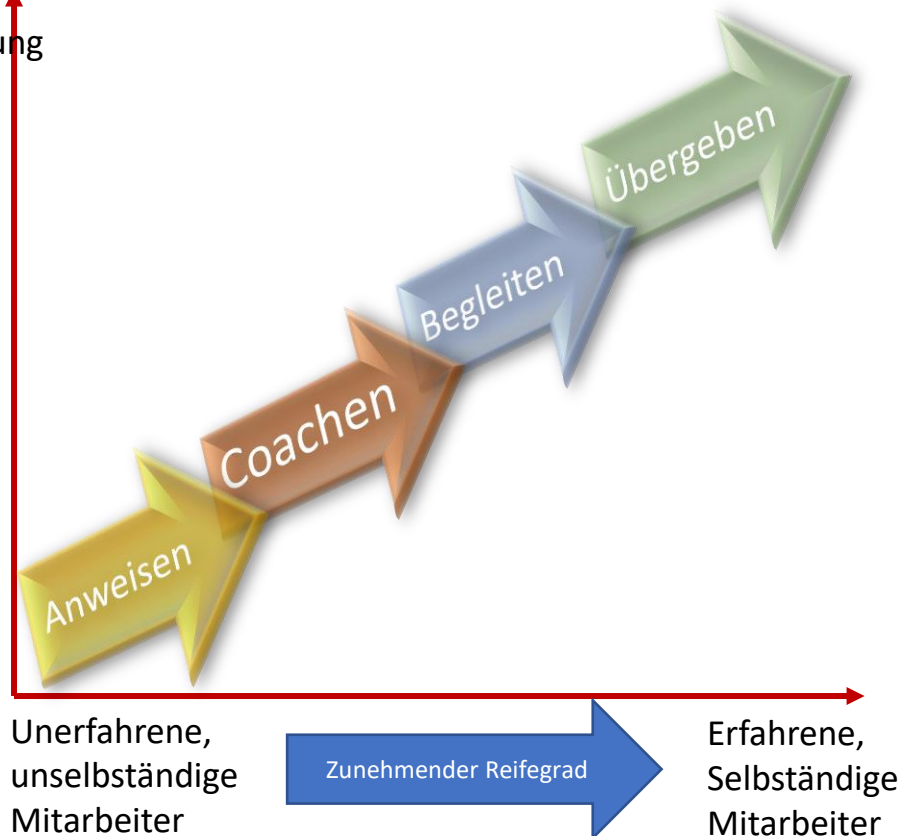 ung
Übergeben
Begleiten
Coachen
Anweisen
Unerfahrene,
unselbständige
Mitarbeiter
Zunehmender Reifegrad
Erfahrene,
Selbständige
Mitarbeiter